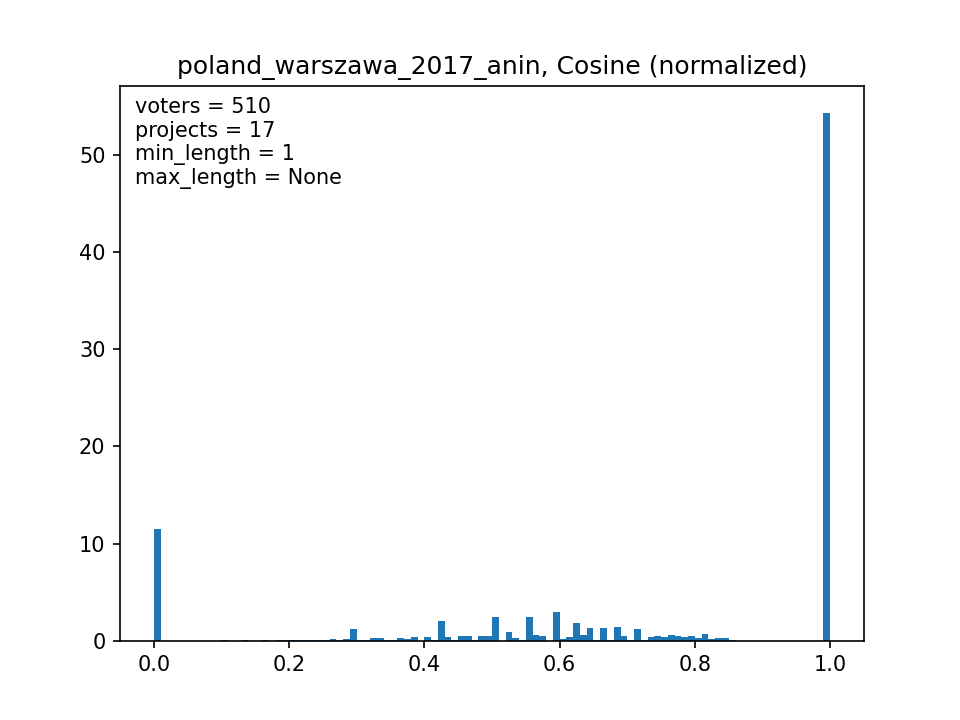 poland_warszawa_2017_anin, Cosine (normalized)
voters = 510
projects = 17
min_length = 1
max_length = None
50
40
30
20
10
0
0.0 0.2 0.4 0.6 0.8 1.0